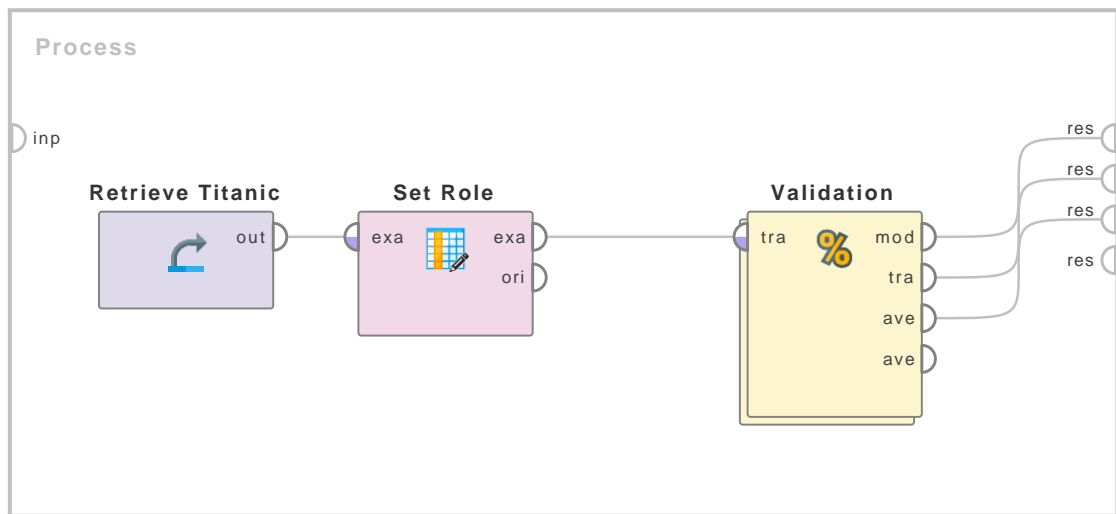 Process
inp
res
res
res
res
Retrieve Titanic
out
Set Role
exa
exa
ori
Validation
tra
mod
tra
ave
ave
%